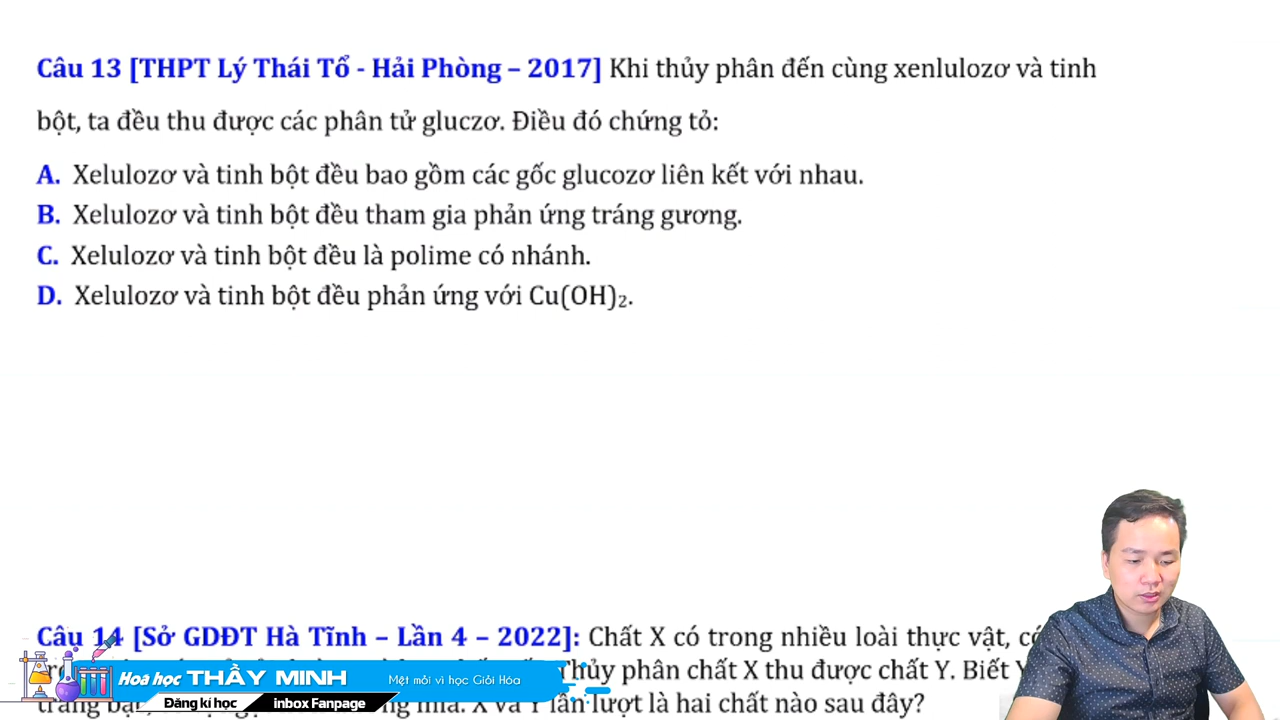 Câu 13 [THPT Lý Thái Tổ - Hải Phòng – 2017] Khi thủy phân đến cùng xenlulozơ và tinh
bột, ta đều thu được các phân tử gluczơ. Điều đó chứng tỏ:
A. Xelulozơ và tinh bột đều bao gồm các gốc glucozơ liên kết với nhau.
B. Xelulozơ và tinh bột đều tham gia phản ứng tráng gương.
C. Xelulozơ và tinh bột đều là polime có nhánh.
D. Xelulozơ và tinh bột đều phản ứng với Cu(OH)₂.
Câu 14 [Sở GDĐT Hà Tĩnh – Lần 4 – 2022]: Chất X có trong nhiều loài thực vật,
Thủy phân chất X thu được chất Y. Biết
X và Y lần lượt là hai chất nào sau đây?
Hoá học THẦY MINH
Mệt mỏi vì học Giỏi Hóa
Đăng kí học inbox Fanpage